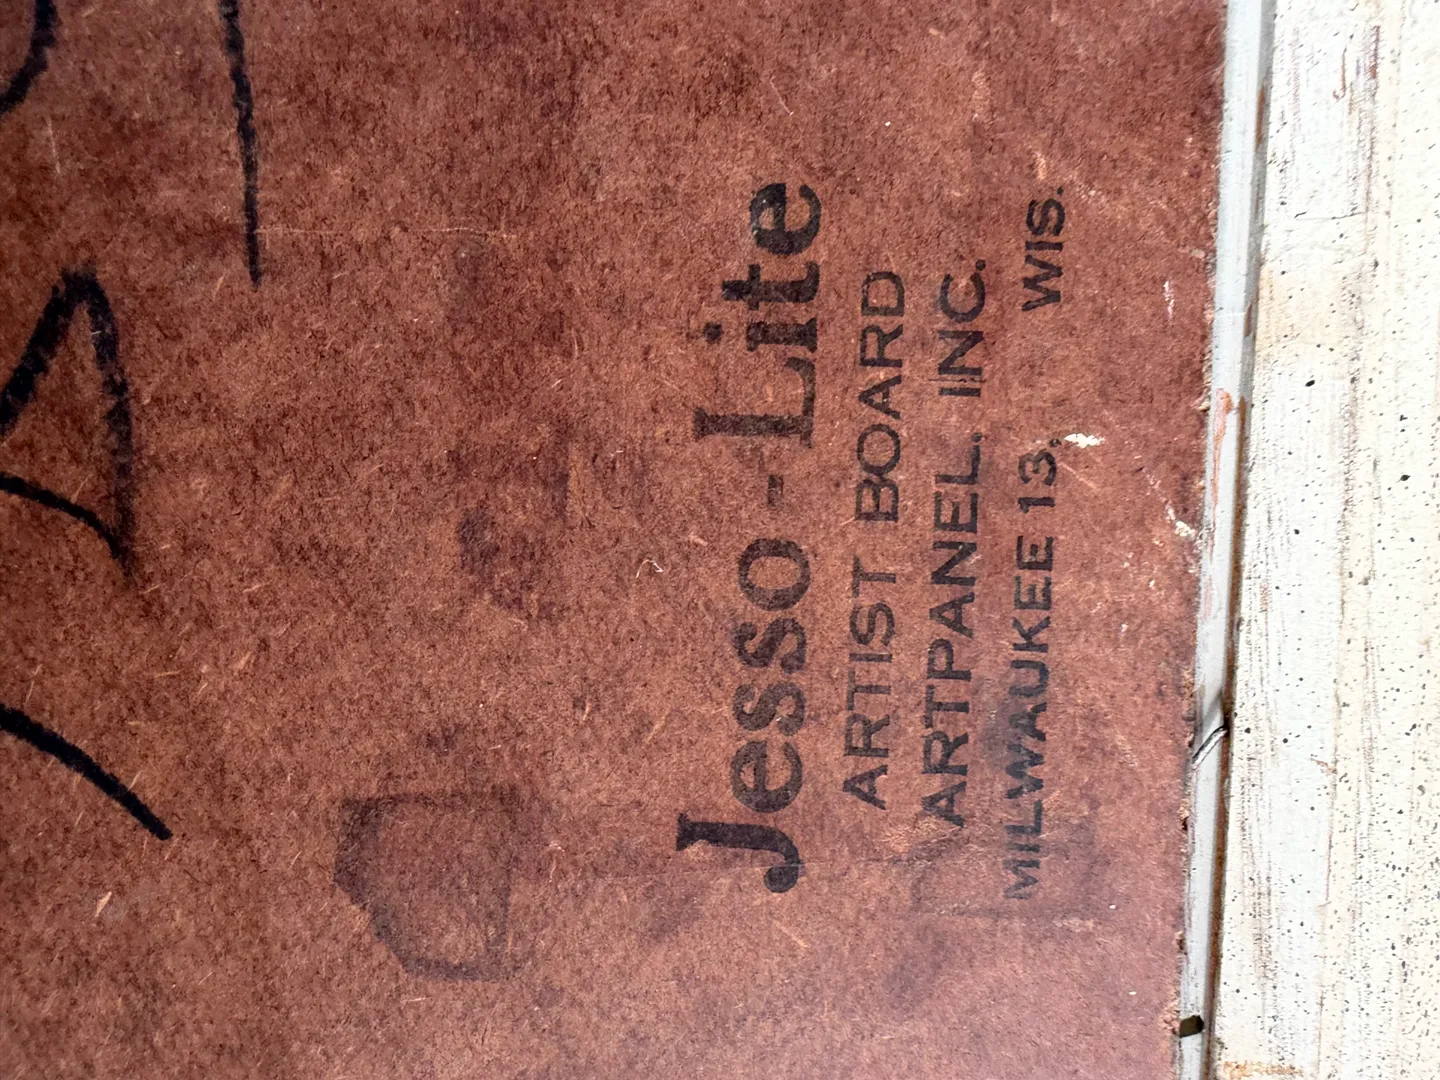 Jesso-Lite
ARTIST BOARD
ARTPANEL, INC.
MILWAUKEE 13, WIS.